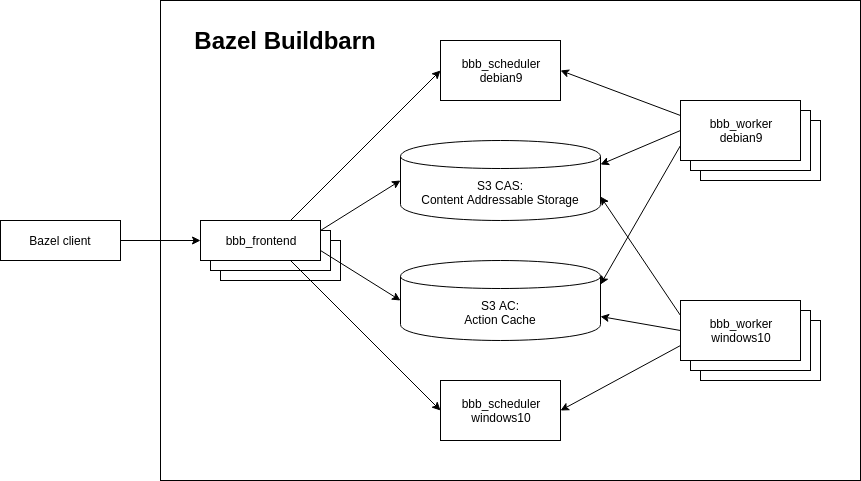 Bazel Buildbarn
bbb_scheduler
debian9
bbb_worker
debian9
S3 CAS:
Content Addressable Storage
Bazel client
bbb_frontend
S3 AC:
Action Cache
bbb_worker
windows10
bbb_scheduler
windows10